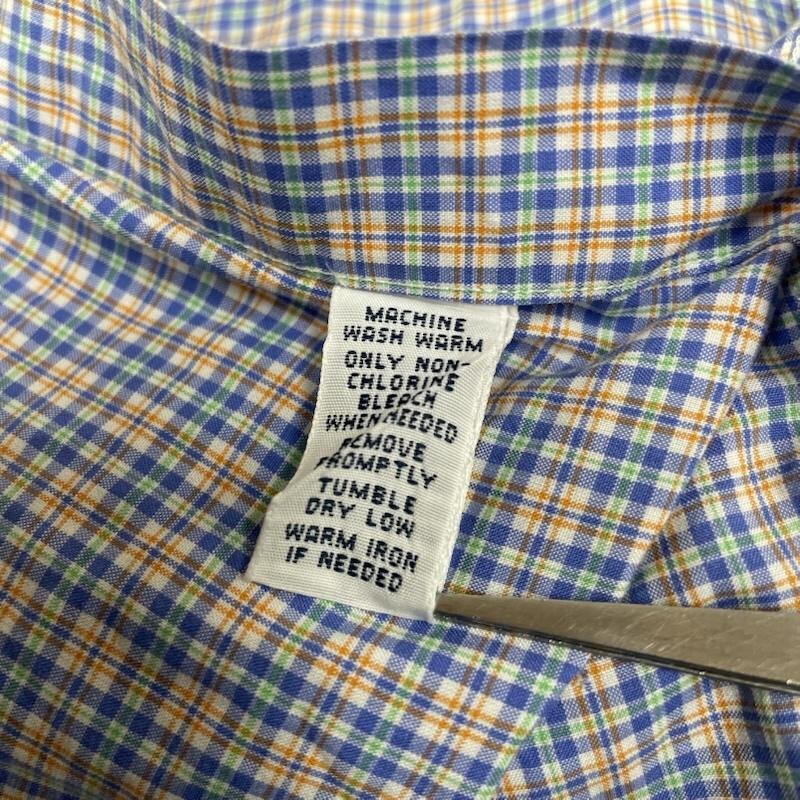 MACHINE
WASH WARM
ONLY NON-
CHLORINE
BLEACH
WHEN NEEDED
REMOVE
PROMPTLY
TUMBLE
DRY LOW
WARM IRON
IF NEEDED